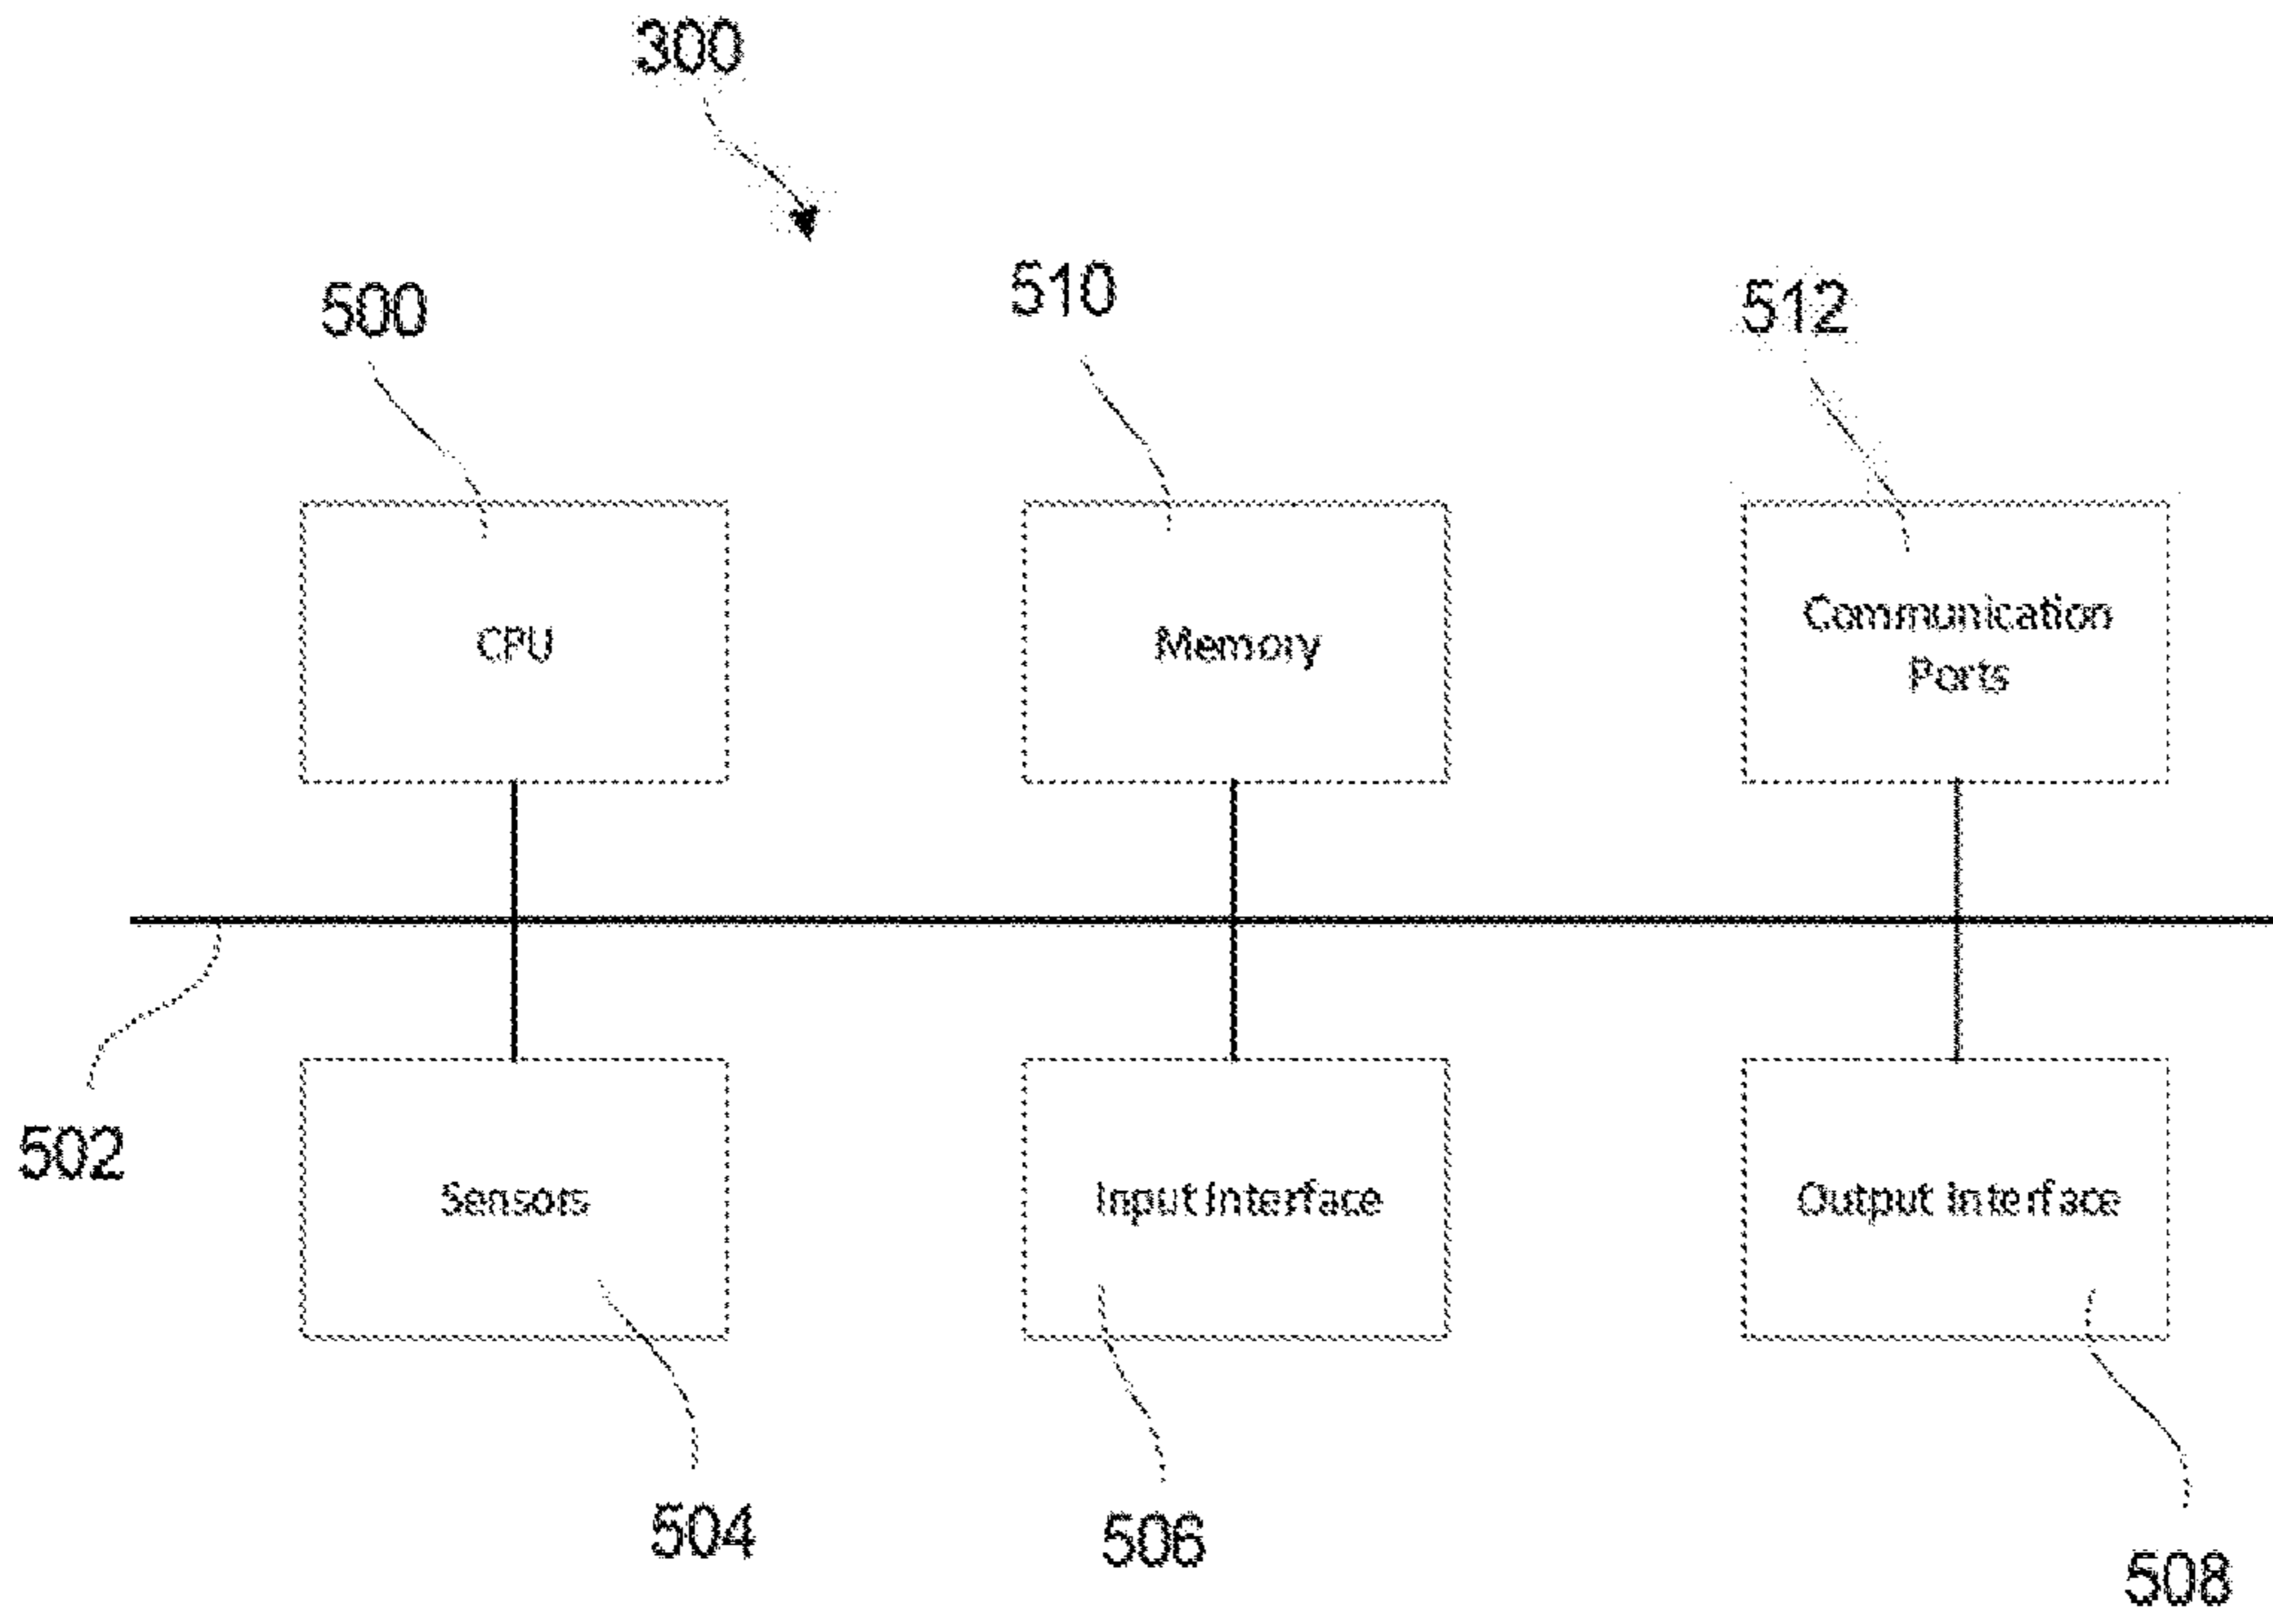 300
500
510
512
CPU
Memory
Communication
Ports
502
Sensors
Input Interface
Output Interface
504
506
508